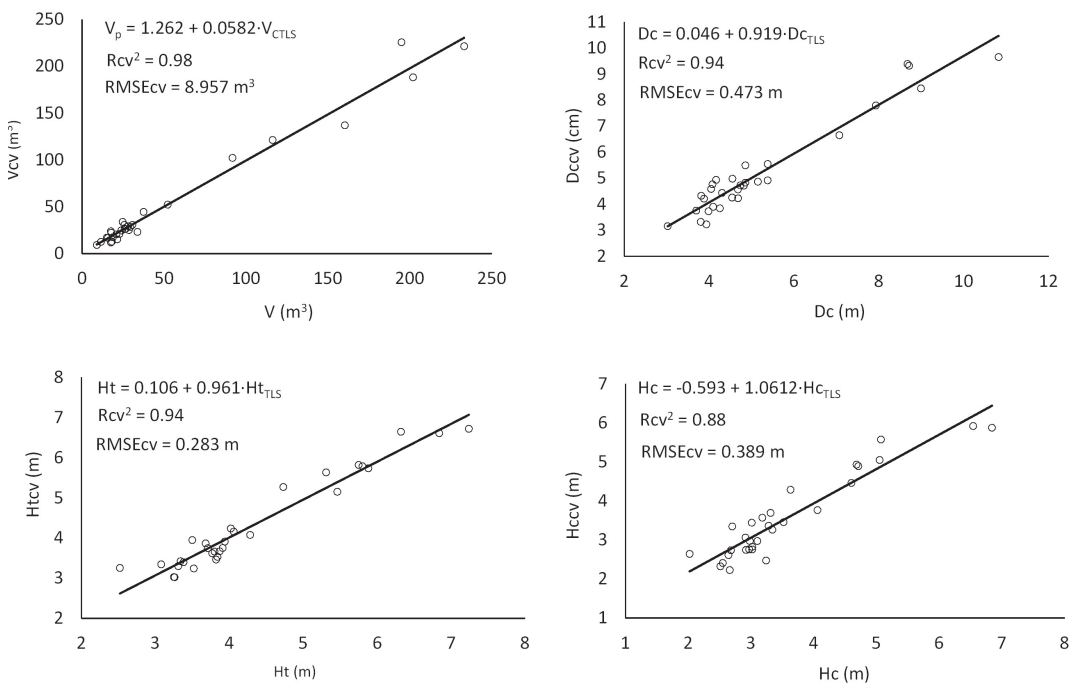 V_p = 1.262 + 0.0582·V_CTLS
Rcv² = 0.98
RMSEcv = 8.957 m³
Vcv (m³)
250
200
150
100
50
0
0 50 100 150 200 250
V (m³)
Dc = 0.046 + 0.919·Dc_TLS
Rcv² = 0.94
RMSEcv = 0.473 m
Dccv (cm)
11
10
9
8
7
6
5
4
3
2
2 4 6 8 10 12
Dc (m)
Ht = 0.106 + 0.961·Ht_TLS
Rcv² = 0.94
RMSEcv = 0.283 m
Htcv (m)
8
7
6
5
4
3
2
2 3 4 5 6 7 8
Ht (m)
Hc = -0.593 + 1.0612·Hc_TLS
Rcv² = 0.88
RMSEcv = 0.389 m
Hccv (m)
7
6
5
4
3
2
1
1 2 3 4 5 6 7 8
Hc (m)